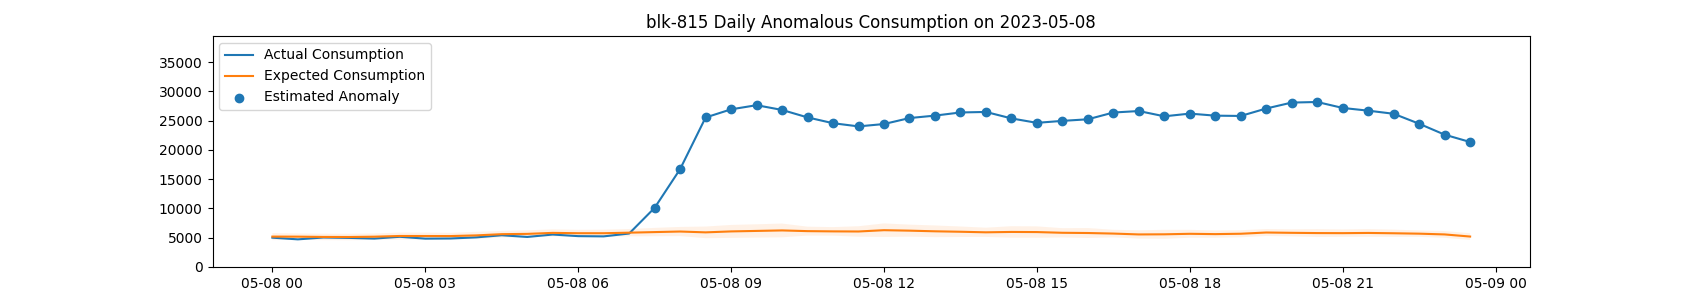 blk-815 Daily Anomalous Consumption on 2023-05-08
Actual Consumption
Expected Consumption
Estimated Anomaly
35000
30000
25000
20000
15000
10000
5000
0
05-08 00 05-08 03 05-08 06 05-08 09 05-08 12 05-08 15 05-08 18 05-08 21 05-09 00